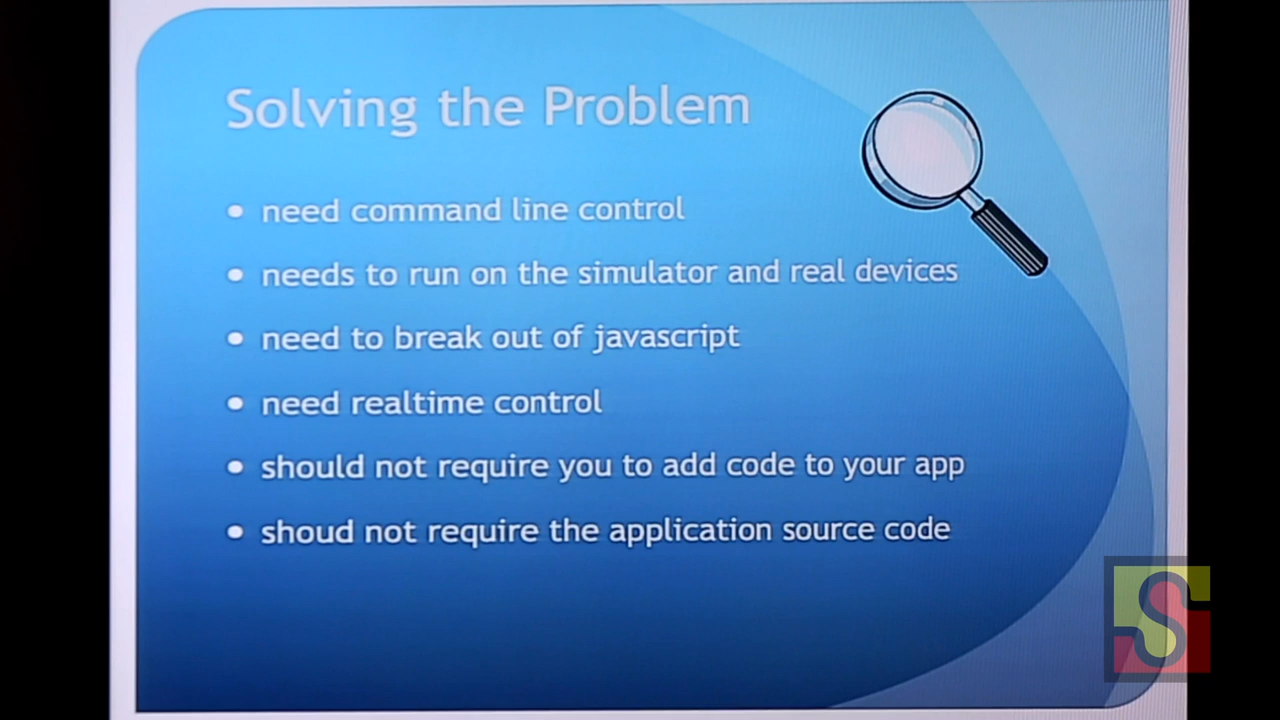 Solving the Problem
• need command line control
• needs to run on the simulator and real devices
• need to break out of javascript
• need realtime control
• should not require you to add code to your app
• shoud not require the application source code
S